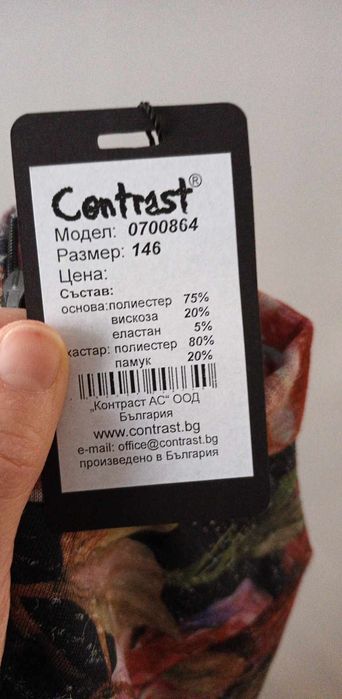 Contrast®
Модел: 0700864
Размер: 146
Цена:
Състав:
основа:полиестер 75%
вискоза 20%
еластан 5%
хастар: полиестер 80%
памук 20%
„Контраст АС“ ООД
България
www.contrast.bg
e-mail: office@contrast.bg
произведено в България